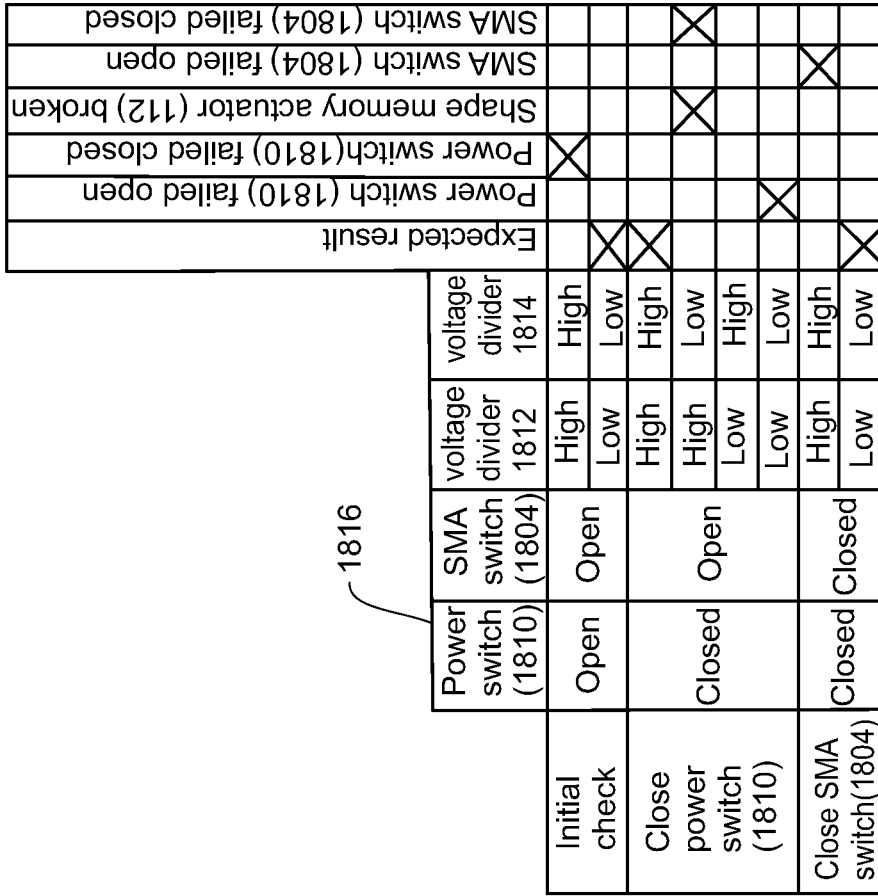 SMA switch (1804) failed closed
SMA switch (1804) failed open
Shape memory actuator (112) broken
Power switch(1810) failed closed
Power switch (1810) failed open
Expected result
1816
Power
switch
(1810)
SMA
switch
(1804)
voltage
divider
1812
voltage
divider
1814
Initial
check
Open
Open
High
High
Low
Low
Close
power
switch
(1810)
Closed
Open
High
High
High
Low
Low
High
Low
Low
Close SMA
switch(1804)
Closed
Closed
High
High
Low
Low